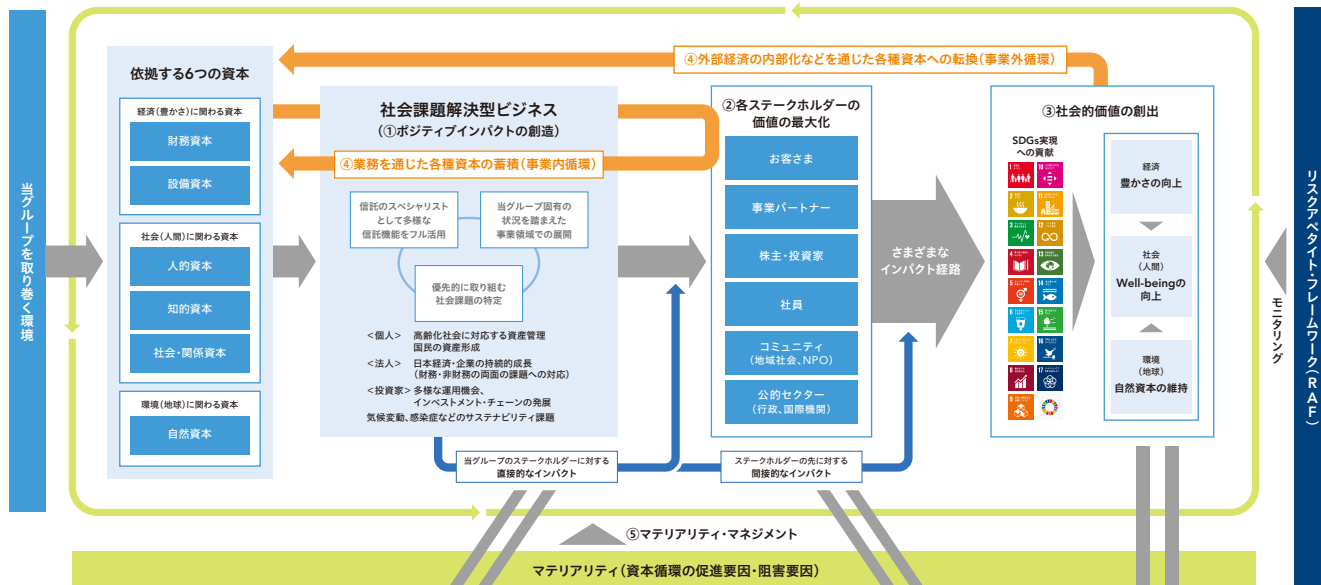 当グループを取り巻く環境
依拠する6つの資本
経済(豊かさ)に関わる資本
財務資本
設備資本
社会(人間)に関わる資本
人的資本
知的資本
社会・関係資本
環境(地球)に関わる資本
自然資本
④外部経済の内部化などを通じた各種資本への転換(事業外循環)
社会課題解決型ビジネス
(①ポジティブインパクトの創造)
④業務を通じた各種資本の蓄積(事業内循環)
信託のスペシャリスト
として多様な
信託機能をフル活用
当グループ固有の
状況を踏まえた
事業領域での展開
優先的に取り組む
社会課題の特定
<個人> 高齢化社会に対応する資産管理
国民の資産形成
<法人> 日本経済・企業の持続的成長
(財務・非財務の両面の課題への対応)
<投資家> 多様な運用機会、
インベストメント・チェーンの発展
気候変動、感染症などのサステナビリティ課題
当グループのステークホルダーに対する
直接的なインパクト
②各ステークホルダーの
価値の最大化
お客さま
事業パートナー
株主・投資家
社員
コミュニティ
(地域社会、NPO)
公的セクター
(行政、国際機関)
ステークホルダーの先に対する
間接的なインパクト
さまざまな
インパクト経路
③社会的価値の創出
SDGs実現
への貢献
1
10
2
11
3
12
4
13
5
14
6
15
7
16
8
17
9
経済
豊かさの向上
社会
(人間)
Well-beingの
向上
環境
(地球)
自然資本の維持
モニタリング
リスクアペタイト・フレームワーク(RAF)
⑤マテリアリティ・マネジメント
マテリアリティ(資本循環の促進要因・阻害要因)